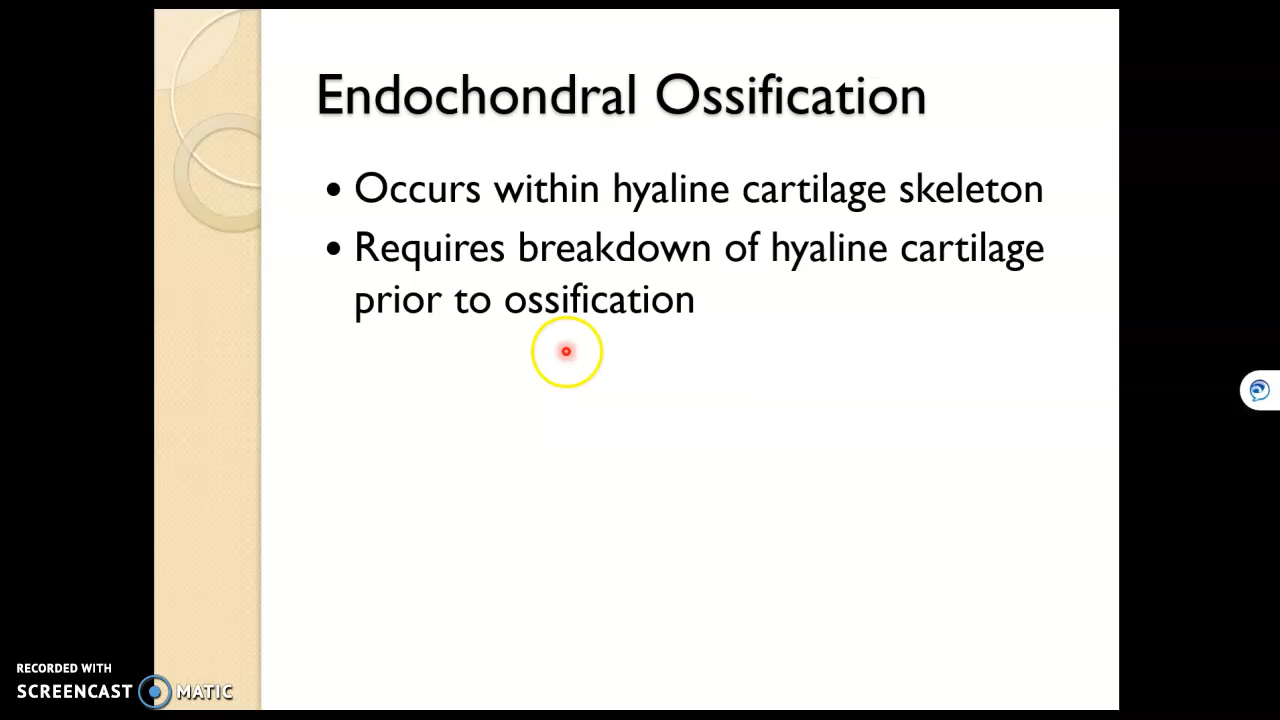 Endochondral Ossification
• Occurs within hyaline cartilage skeleton
• Requires breakdown of hyaline cartilage
prior to ossification
RECORDED WITH
SCREENCAST MATIC